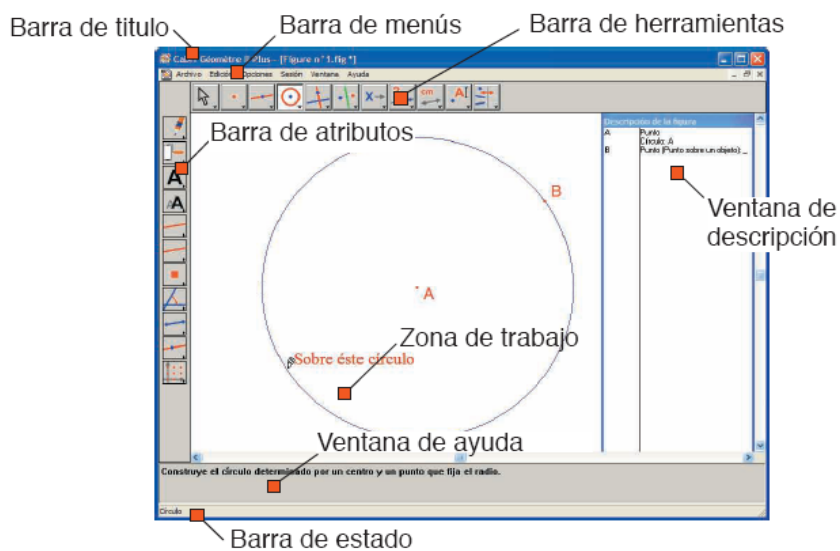 Barra de titulo
Barra de menús
Barra de herramientas
Cabri Géomètre II Plus - [Figure n°1.fig *]
Archivo Edición Opciones Sesión Ventana Ayuda
Barra de atributos
Descripción de la figura
A Punto
Círculo: A
B Punto (Punto sobre un objeto): _
B
Ventana de
descripción
A
Zona de trabajo
Sobre éste círculo
Ventana de ayuda
Construye el círculo determinado por un centro y un punto que fija el radio.
Círculo
Barra de estado